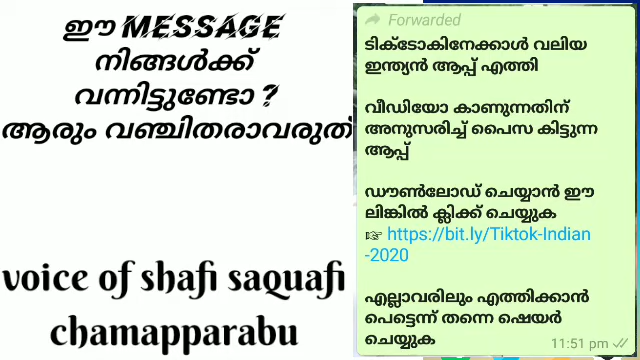 ഈ MESSAGE
നിങ്ങൾക്ക്
വന്നിട്ടുണ്ടോ ?
ആരും വഞ്ചിതരാവരുത്
voice of shafi saquafi
chamapparabu
Forwarded
ടിക്ടോകിനേക്കാൾ വലിയ
ഇന്ത്യൻ ആപ്പ് എത്തി
വീഡിയോ കാണുന്നതിന്
അനുസരിച്ച് പൈസ കിട്ടുന്ന
ആപ്പ്
ഡൗൺലോഡ് ചെയ്യാൻ ഈ
ലിങ്കിൽ ക്ലിക്ക് ചെയ്യുക
👉 https://bit.ly/Tiktok-Indian
-2020
എല്ലാവരിലും എത്തിക്കാൻ
പെട്ടെന്ന് തന്നെ ഷെയർ
ചെയ്യുക
11:51 pm